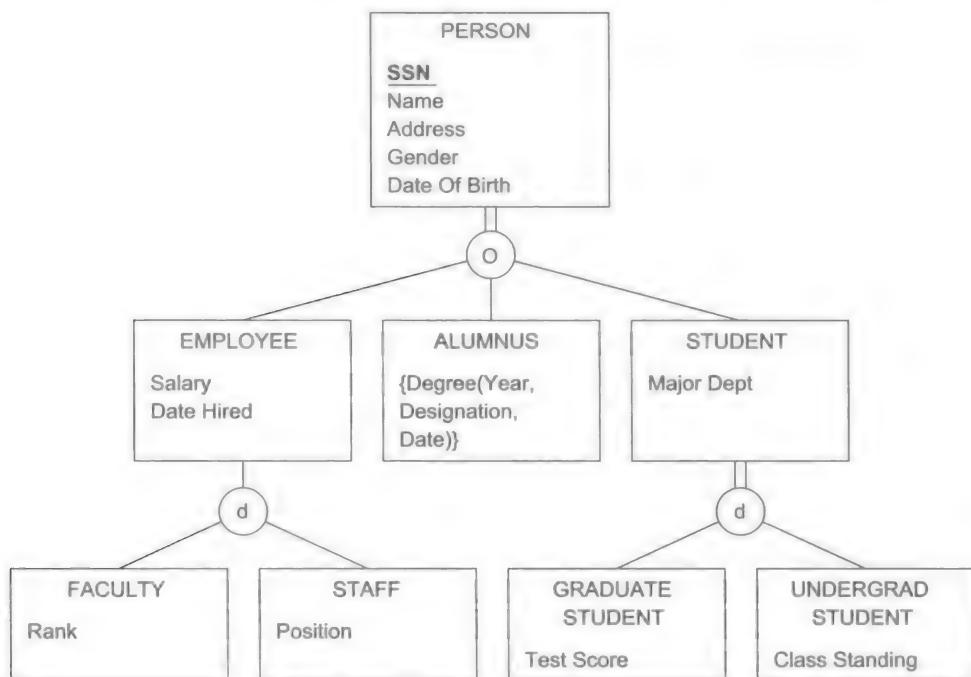 PERSON
SSN
Name
Address
Gender
Date Of Birth
O
EMPLOYEE
Salary
Date Hired
ALUMNUS
{Degree(Year,
Designation,
Date)}
STUDENT
Major Dept
d
d
FACULTY
Rank
STAFF
Position
GRADUATE
STUDENT
Test Score
UNDERGRAD
STUDENT
Class Standing